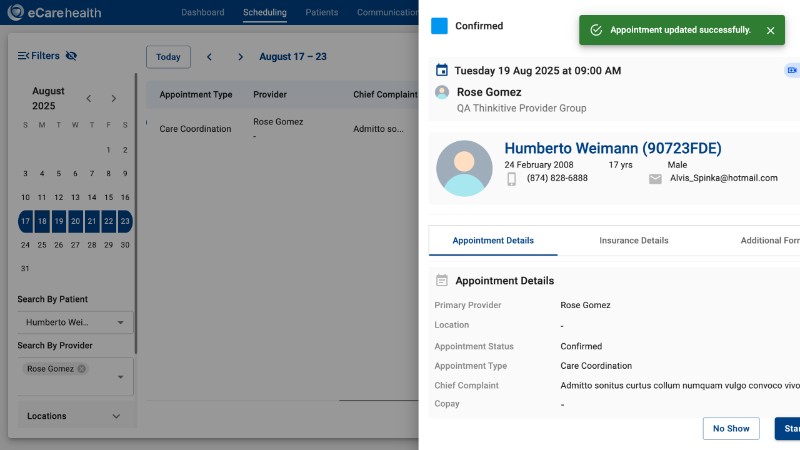 eCarehealth
Dashboard
Scheduling
Patients
Communication
Filters
August
2025
S M T W T F S
1 2
3 4 5 6 7 8 9
10 11 12 13 14 15 16
17 18 19 20 21 22 23
24 25 26 27 28 29 30
31
Search By Patient
Humberto Wei...
Search By Provider
Rose Gomez
Locations
Today
August 17 – 23
Appointment Type Provider Chief Complaint
Care Coordination Rose Gomez - Admitto so...
Confirmed
Appointment updated successfully.
Tuesday 19 Aug 2025 at 09:00 AM
Rose Gomez
QA Thinkitive Provider Group
Humberto Weimann (90723FDE)
24 February 2008 17 yrs Male
(874) 828-6888 Alvis_Spinka@hotmail.com
Appointment Details Insurance Details Additional Forr
Appointment Details
Primary Provider Rose Gomez
Location -
Appointment Status Confirmed
Appointment Type Care Coordination
Chief Complaint Admitto sonitus curtus collum numquam vulgo convoco vivo
Copay -
No Show Star